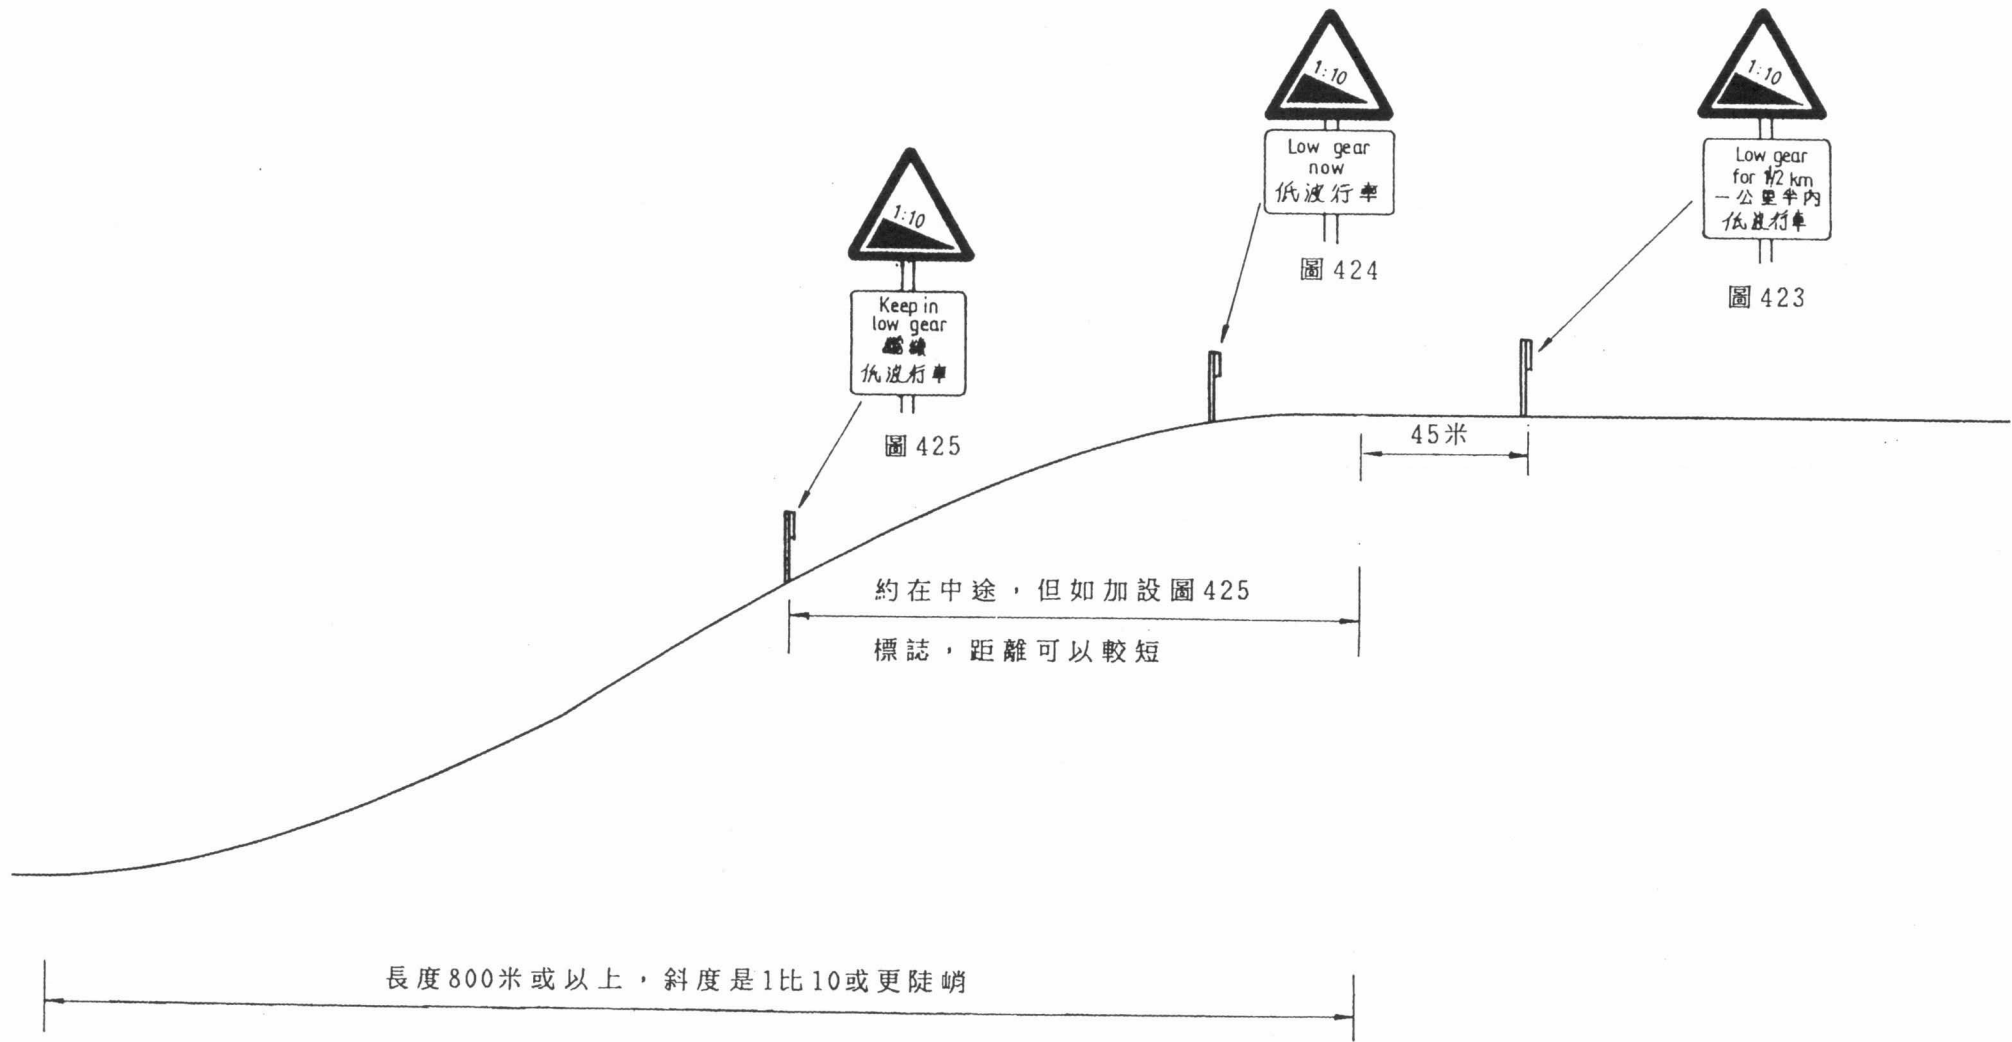 1:10
Low gear
now
低波行車
圖 424
1:10
Low gear
for 1½ km
一公里半內
低波行車
圖 423
1:10
Keep in
low gear
繼續
低波行車
圖 425
45米
約在中途，但如加設圖425
標誌，距離可以較短
長度800米或以上，斜度是1比10或更陡峭